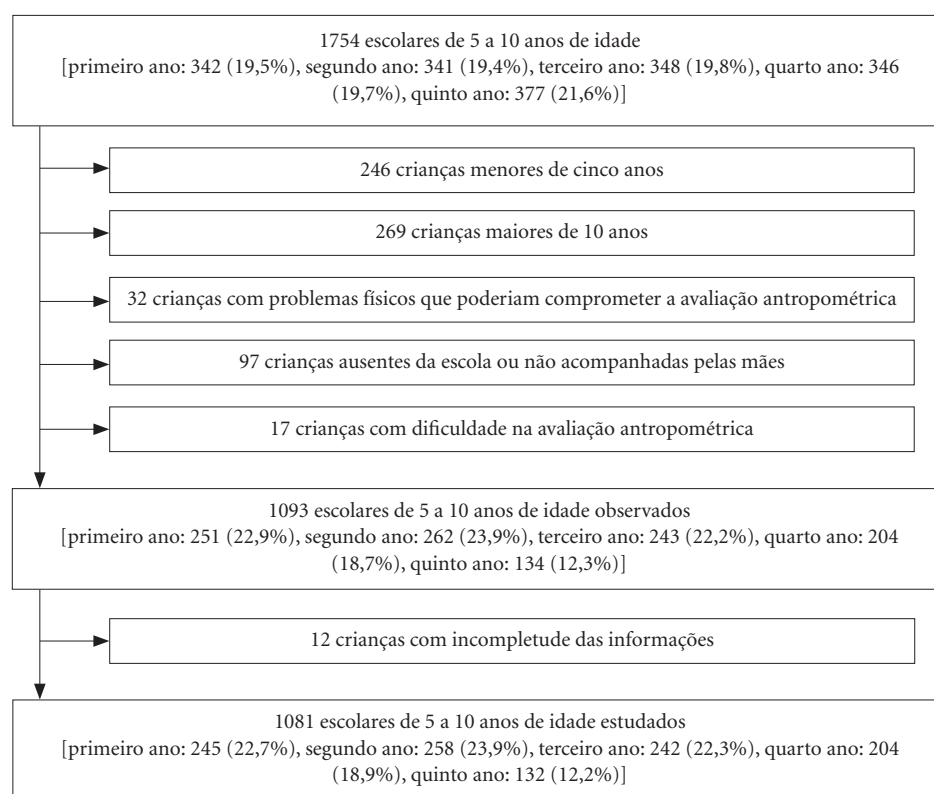 1754 escolares de 5 a 10 anos de idade
[primeiro ano: 342 (19,5%), segundo ano: 341 (19,4%), terceiro ano: 348 (19,8%), quarto ano: 346
(19,7%), quinto ano: 377 (21,6%)]
246 crianças menores de cinco anos
269 crianças maiores de 10 anos
32 crianças com problemas físicos que poderiam comprometer a avaliação antropométrica
97 crianças ausentes da escola ou não acompanhadas pelas mães
17 crianças com dificuldade na avaliação antropométrica
1093 escolares de 5 a 10 anos de idade observados
[primeiro ano: 251 (22,9%), segundo ano: 262 (23,9%), terceiro ano: 243 (22,2%), quarto ano: 204
(18,7%), quinto ano: 134 (12,3%)]
12 crianças com incompletude das informações
1081 escolares de 5 a 10 anos de idade estudados
[primeiro ano: 245 (22,7%), segundo ano: 258 (23,9%), terceiro ano: 242 (22,3%), quarto ano: 204
(18,9%), quinto ano: 132 (12,2%)]